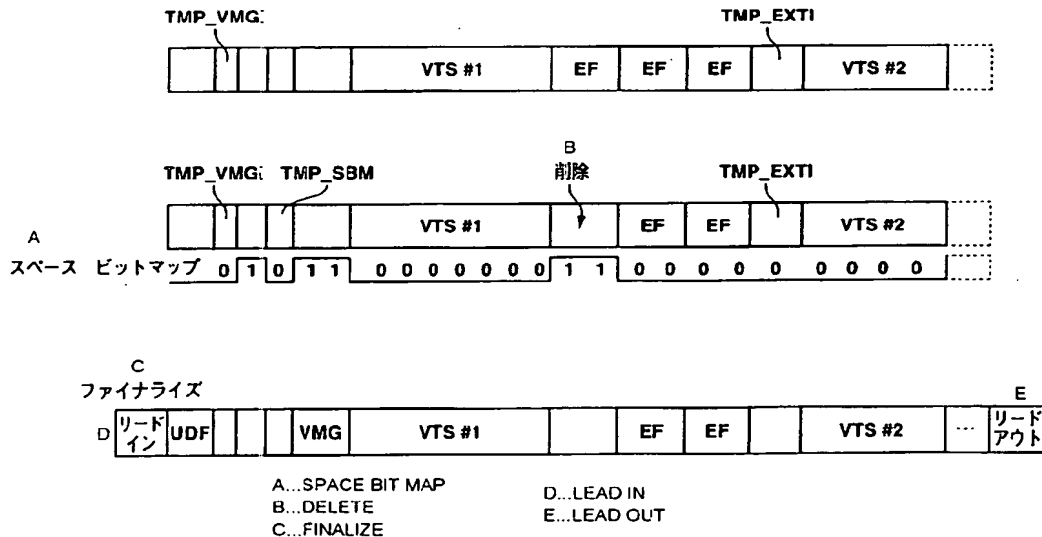 TMP_VMGI TMP_EXTI
VTS #1 EF EF EF VTS #2
B
削除
TMP_VMGI TMP_SBM TMP_EXTI
VTS #1 EF EF VTS #2
A
スペース ビットマップ 0 1 0 1 1 0 0 0 0 0 0 0 1 1 0 0 0 0 0 0 0 0 0
C
ファイナライズ
E
D リード イン UDF VMG VTS #1 EF EF VTS #2 ... リード アウト
A...SPACE BIT MAP
B...DELETE
C...FINALIZE
D...LEAD IN
E...LEAD OUT